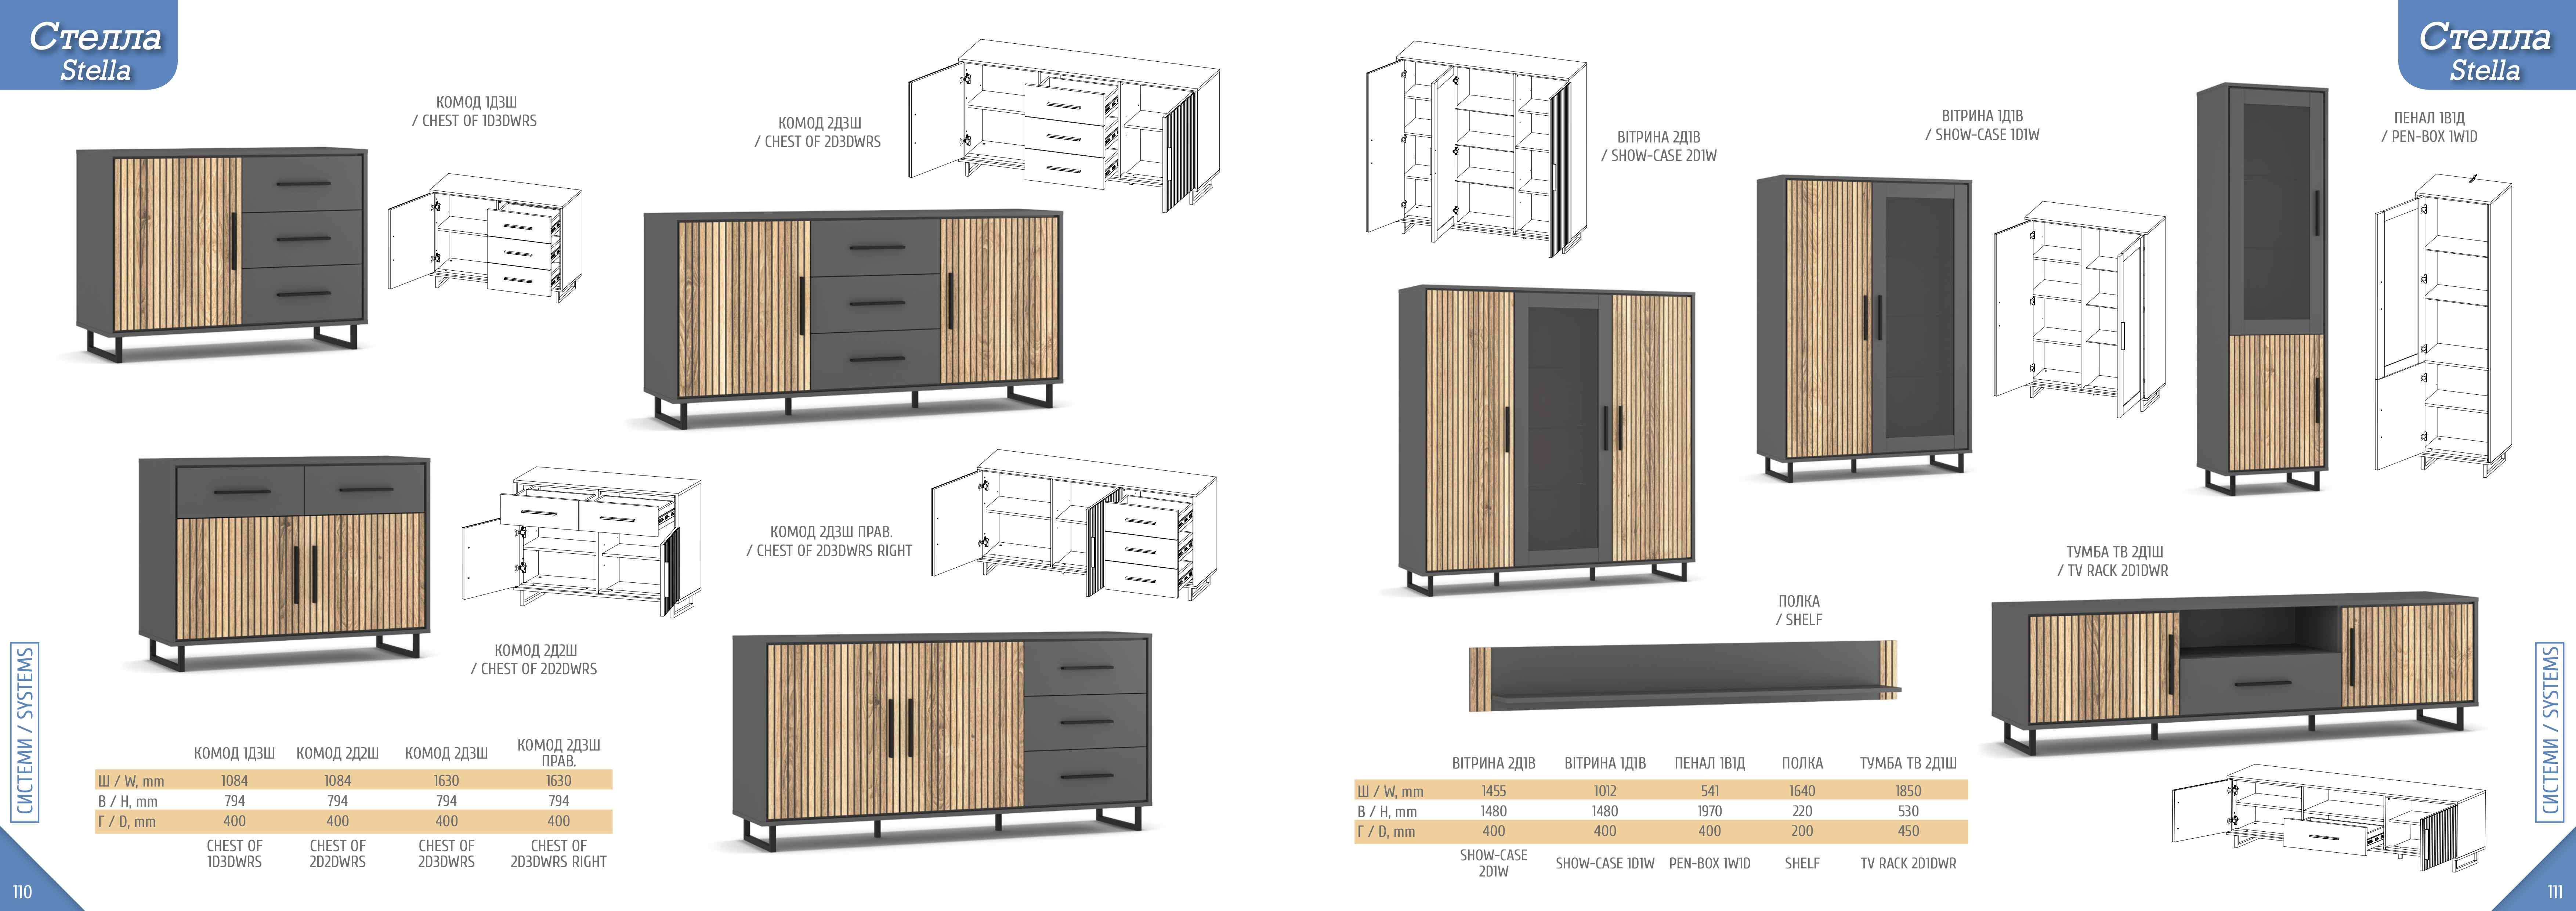 Стелла
Stella
КОМОД 1Д3Ш
/ CHEST OF 1D3DWRS
КОМОД 2Д3Ш
/ CHEST OF 2D3DWRS
КОМОД 2Д2Ш
/ CHEST OF 2D2DWRS
КОМОД 2Д3Ш ПРАВ.
/ CHEST OF 2D3DWRS RIGHT
СИСТЕМИ / SYSTEMS
КОМОД 1Д3Ш КОМОД 2Д2Ш КОМОД 2Д3Ш КОМОД 2Д3Ш
ПРАВ.
Ш / W, mm 1084 1084 1630 1630
В / H, mm 794 794 794 794
Г / D, mm 400 400 400 400
CHEST OF CHEST OF CHEST OF CHEST OF
1D3DWRS 2D2DWRS 2D3DWRS 2D3DWRS RIGHT
110
Стелла
Stella
ВІТРИНА 2Д1В
/ SHOW-CASE 2D1W
ВІТРИНА 1Д1В
/ SHOW-CASE 1D1W
ПЕНАЛ 1В1Д
/ PEN-BOX 1W1D
ТУМБА ТВ 2Д1Ш
/ TV RACK 2D1DWR
ПОЛКА
/ SHELF
СИСТЕМИ / SYSTEMS
ВІТРИНА 2Д1В ВІТРИНА 1Д1В ПЕНАЛ 1В1Д ПОЛКА ТУМБА ТВ 2Д1Ш
Ш / W, mm 1455 1012 541 1640 1850
В / H, mm 1480 1480 1970 220 530
Г / D, mm 400 400 400 200 450
SHOW-CASE
2D1W SHOW-CASE 1D1W PEN-BOX 1W1D SHELF TV RACK 2D1DWR
111